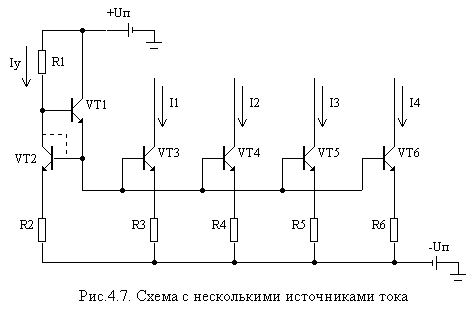 +Uп
Iу
R1
VT1
I1
I2
I3
I4
VT2
VT3
VT4
VT5
VT6
R2
R3
R4
R5
R6
-Uп
Рис.4.7. Схема с несколькими источниками тока